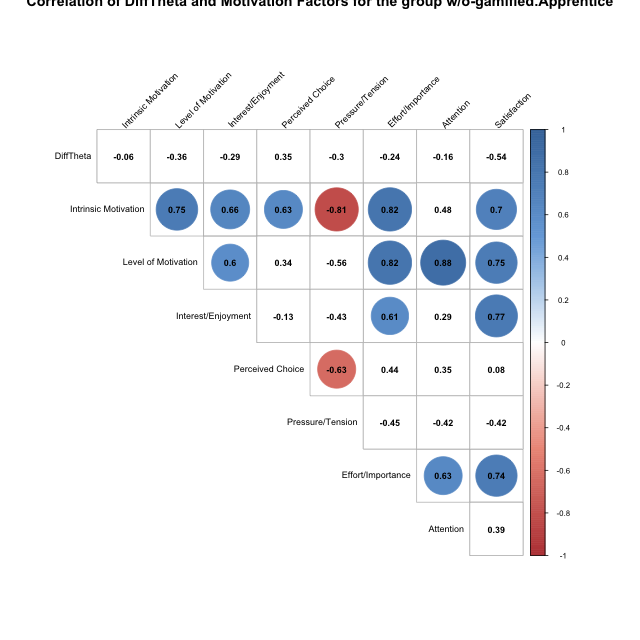 Correlation of DiffTheta and Motivation Factors for the group w/o-gamified.Apprentice
Intrinsic Motivation
Level of Motivation
Interest/Enjoyment
Perceived Choice
Pressure/Tension
Effort/Importance
Attention
Satisfaction
DiffTheta -0.06 -0.36 -0.29 0.35 -0.3 -0.24 -0.16 -0.54
Intrinsic Motivation 0.75 0.66 0.63 -0.81 0.82 0.48 0.7
Level of Motivation 0.6 0.34 -0.56 0.82 0.88 0.75
Interest/Enjoyment -0.13 -0.43 0.61 0.29 0.77
Perceived Choice -0.63 0.44 0.35 0.08
Pressure/Tension -0.45 -0.42 -0.42
Effort/Importance 0.63 0.74
Attention 0.39
1
0.8
0.6
0.4
0.2
0
-0.2
-0.4
-0.6
-0.8
-1